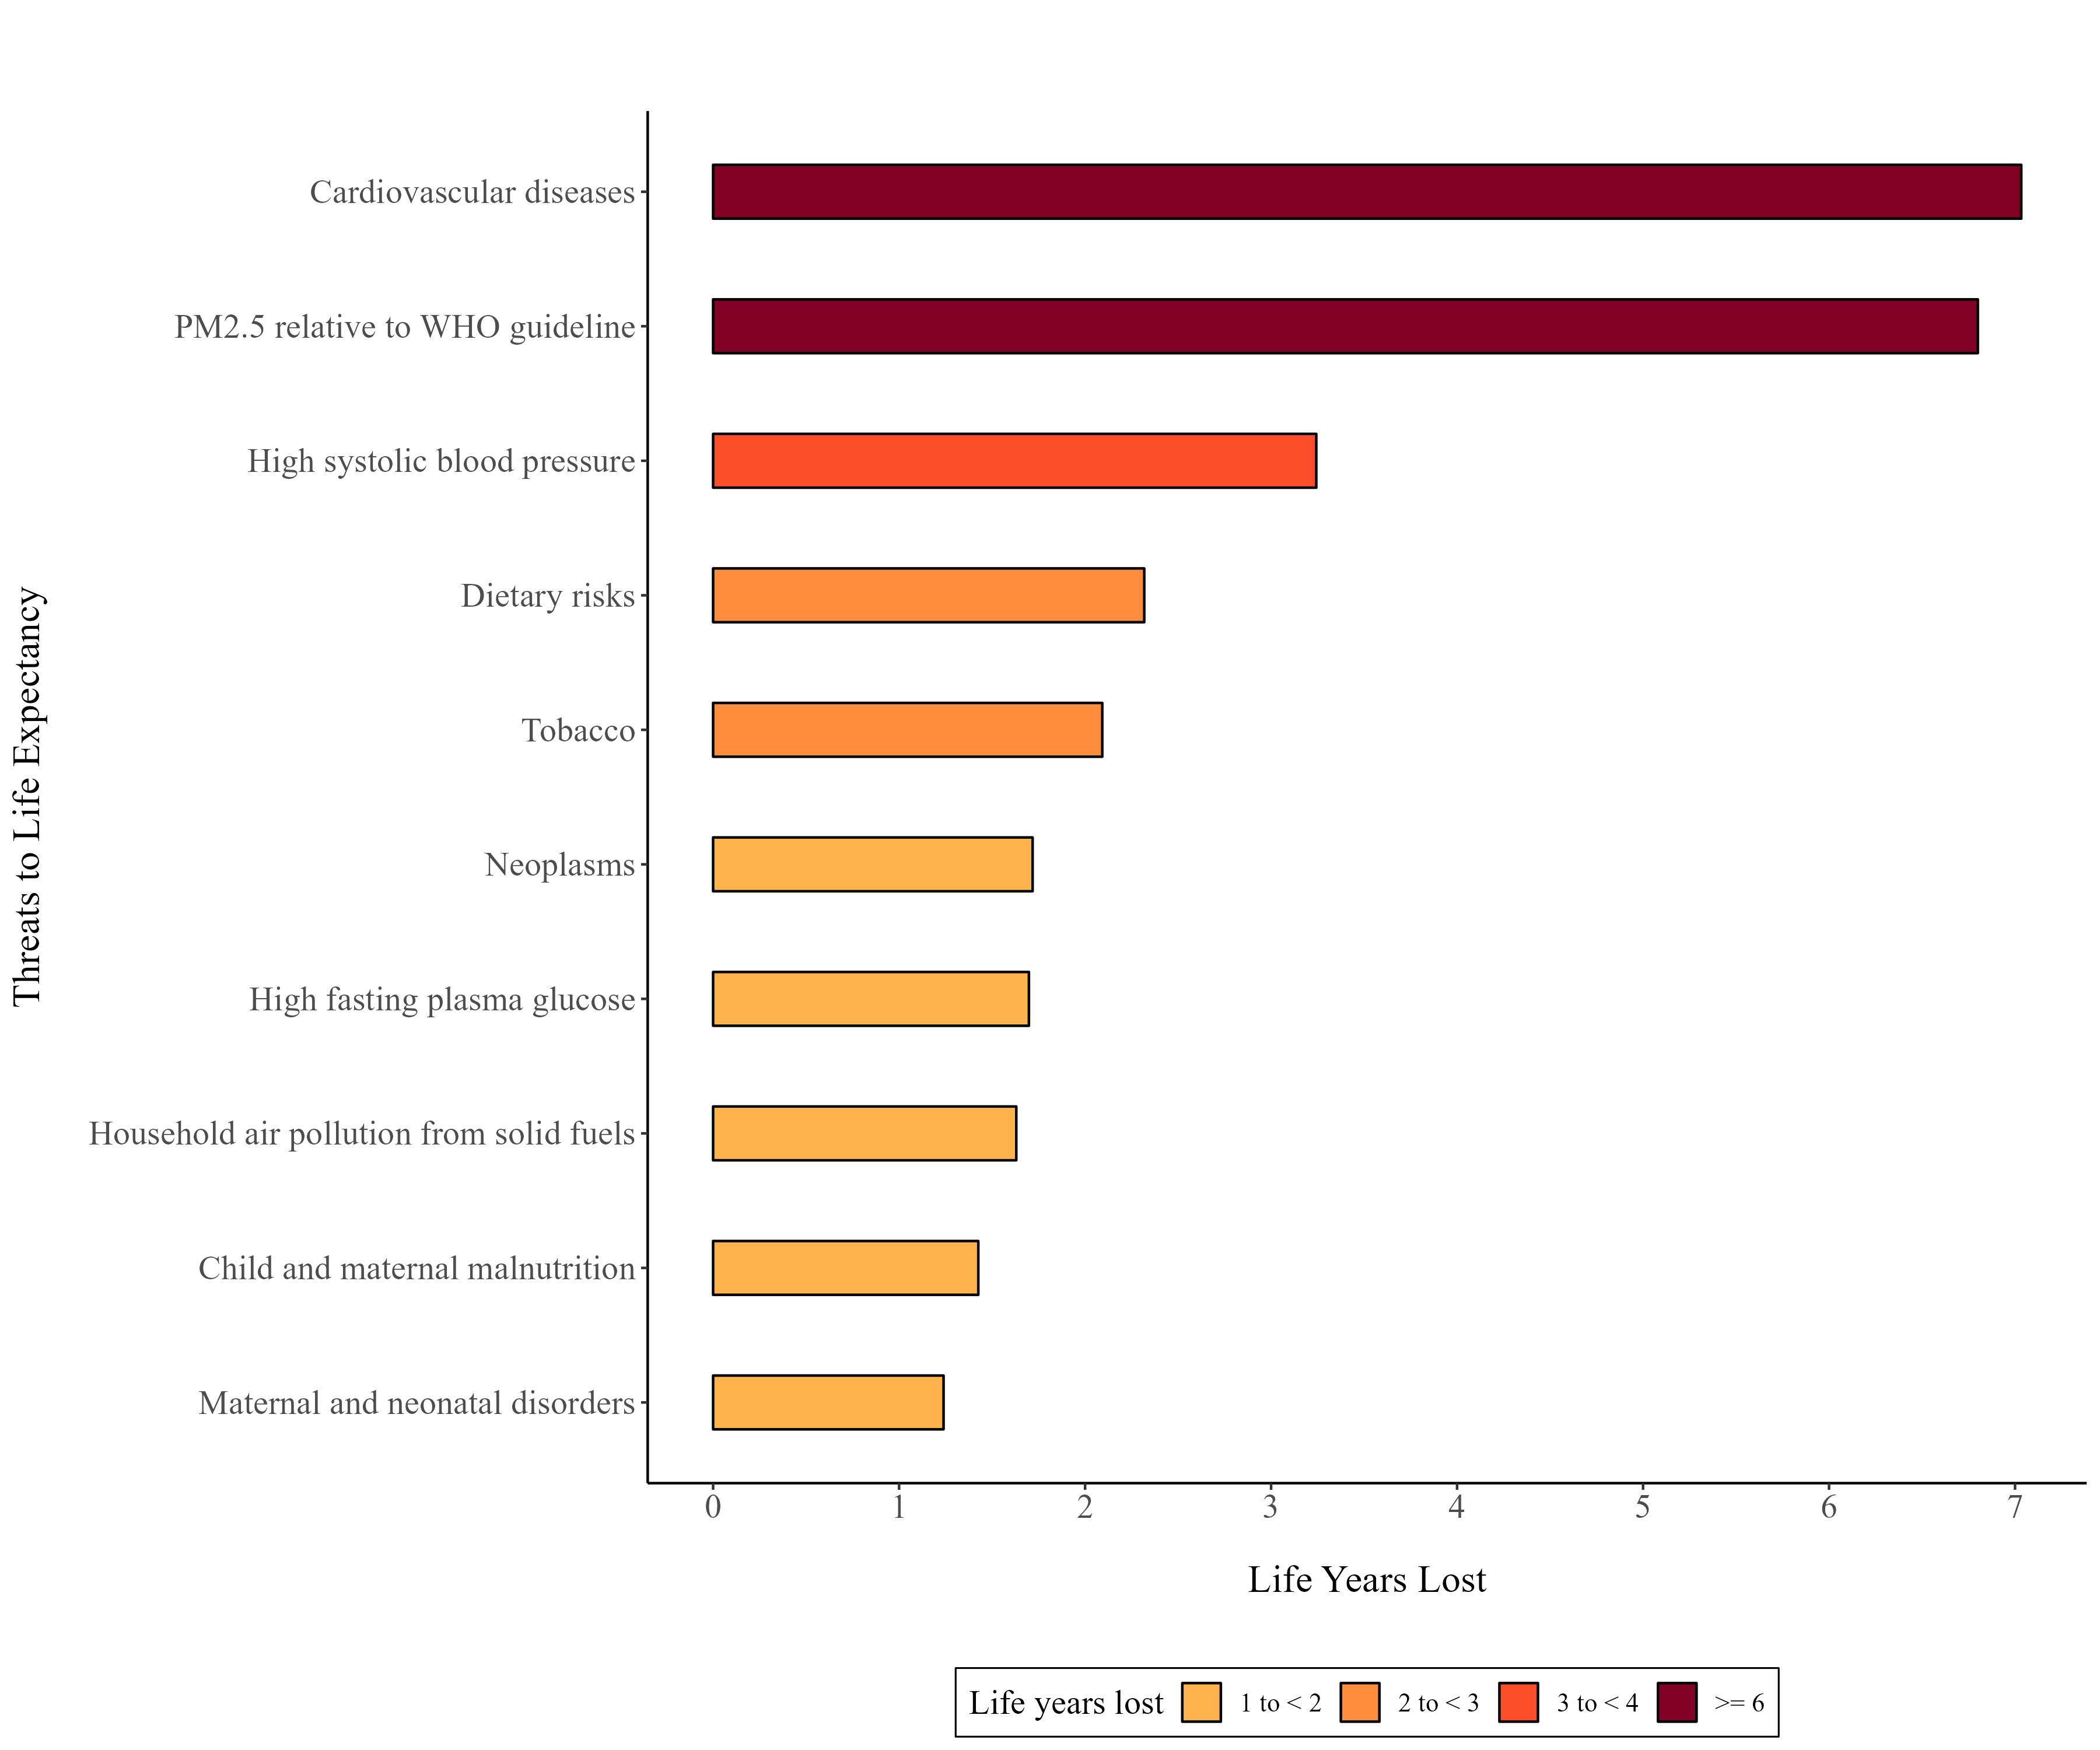 Threats to Life Expectancy
Cardiovascular diseases
PM2.5 relative to WHO guideline
High systolic blood pressure
Dietary risks
Tobacco
Neoplasms
High fasting plasma glucose
Household air pollution from solid fuels
Child and maternal malnutrition
Maternal and neonatal disorders
0 1 2 3 4 5 6 7
Life Years Lost
Life years lost 1 to < 2 2 to < 3 3 to < 4 >= 6